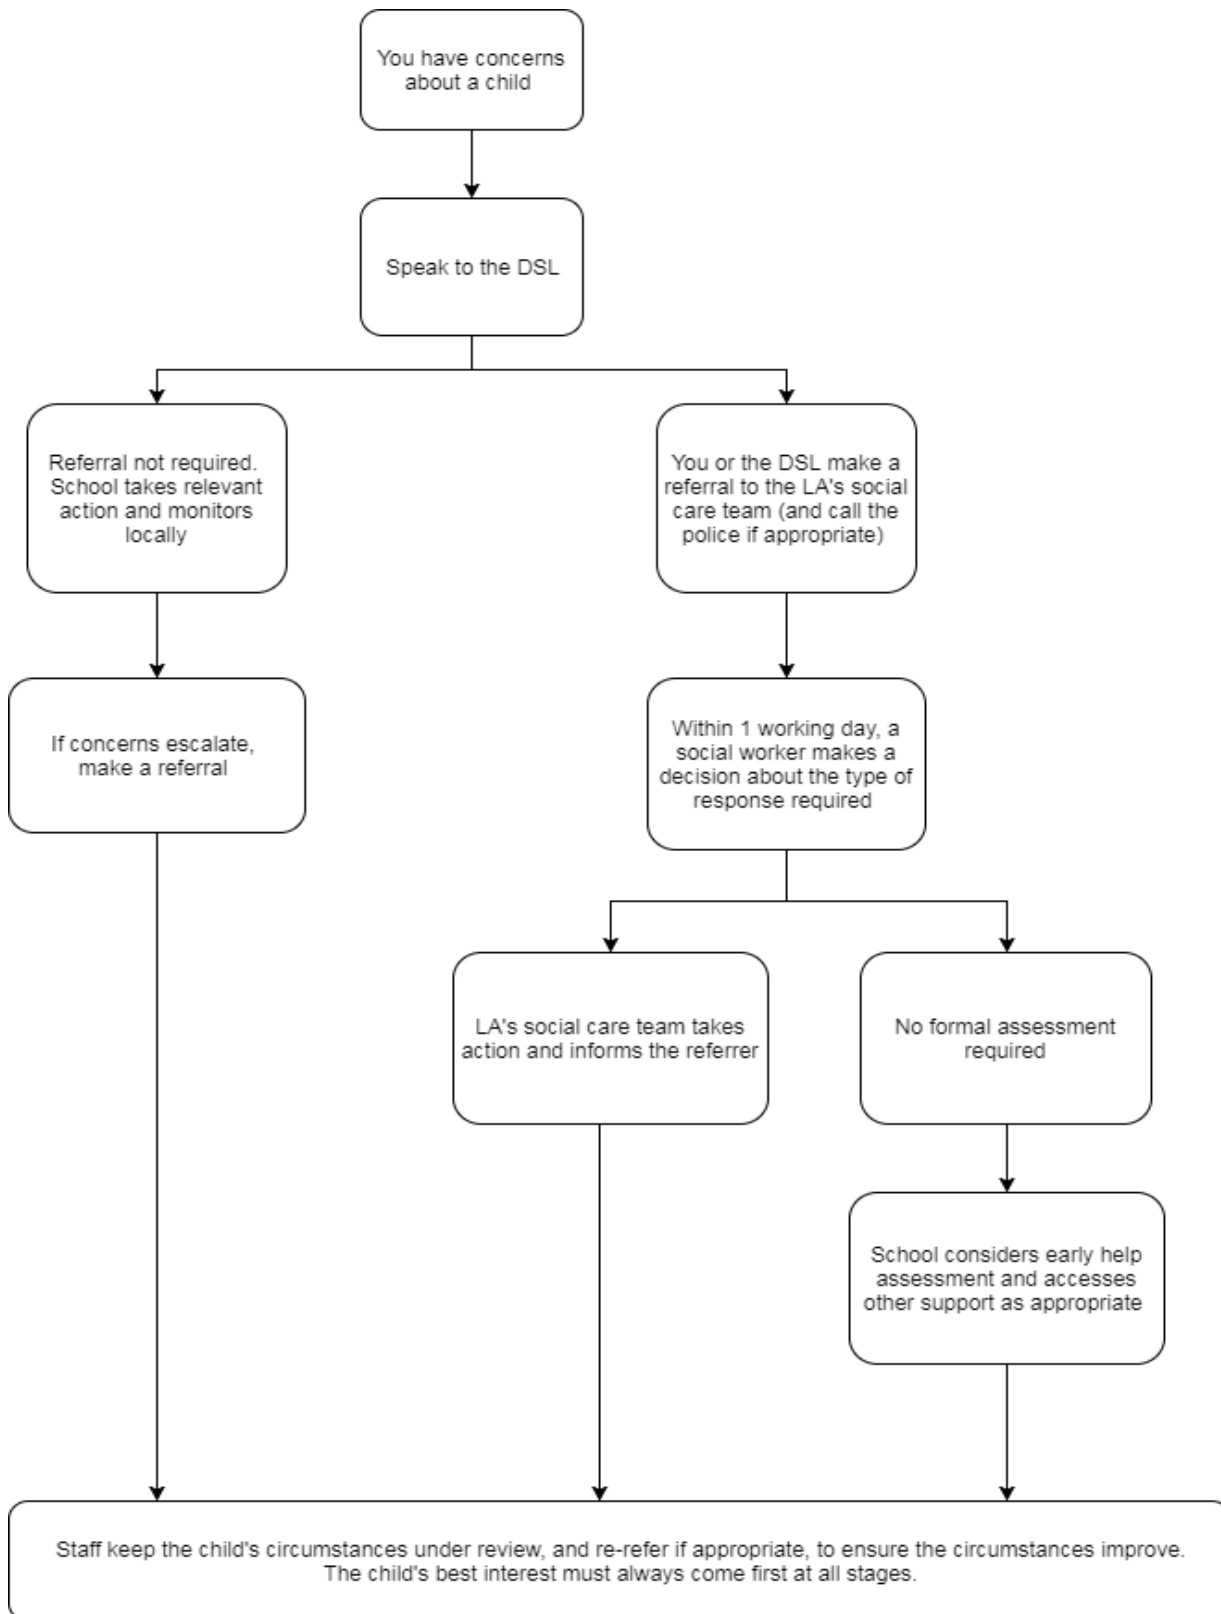 You have concerns
about a child
Speak to the DSL
Referral not required.
School takes relevant
action and monitors
locally
You or the DSL make a
referral to the LA's social
care team (and call the
police if appropriate)
If concerns escalate,
make a referral
Within 1 working day, a
social worker makes a
decision about the type of
response required
LA's social care team takes
action and informs the referrer
No formal assessment
required
School considers early help
assessment and accesses
other support as appropriate
Staff keep the child's circumstances under review, and re-refer if appropriate, to ensure the circumstances improve.
The child's best interest must always come first at all stages.